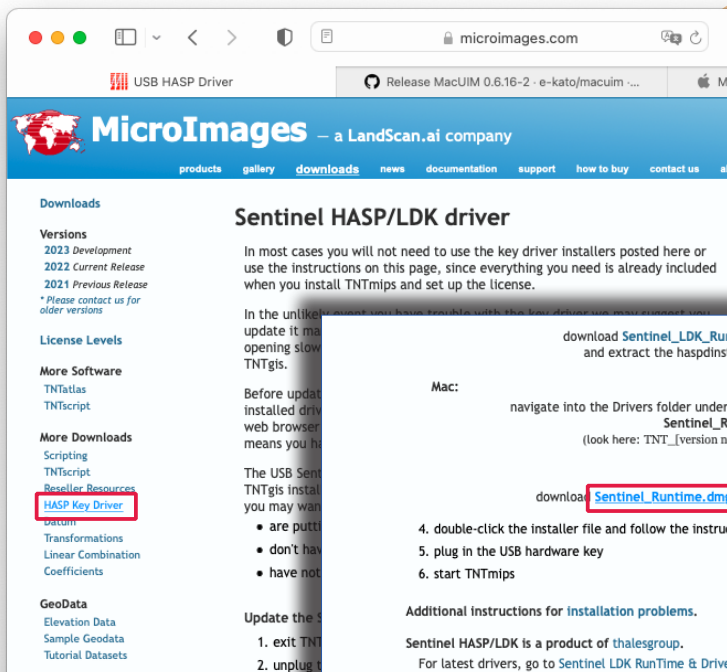 microimages.com
USB HASP Driver
Release MacUIM 0.6.16-2 · e-kato/macuim ·...
M
MicroImages — a LandScan.ai company
products gallery downloads news documentation support how to buy contact us
Downloads
Versions
2023 Development
2022 Current Release
2021 Previous Release
* Please contact us for
older versions
License Levels
More Software
TNTatlas
TNTscript
More Downloads
Scripting
TNTscript
Reseller Resources
HASP Key Driver
Datum
Transformations
Linear Combination
Coefficients
GeoData
Elevation Data
Sample Geodata
Tutorial Datasets
Sentinel HASP/LDK driver
In most cases you will not need to use the key driver installers posted here or
use the instructions on this page, since everything you need is already included
when you install TNTmips and set up the license.
In the unlikely event you have trouble with the key driver we may suggest you
update it ma
opening slow
TNTgis.
Before updat
installed driv
web browser
means you ha
The USB Sent
TNTgis instal
you may wan
• are putti
• don't hav
• have not
Update the S
1. exit TNT
2. unplug t
download Sentinel_LDK_Ru
and extract the haspdins
Mac:
navigate into the Drivers folder under
Sentinel_R
(look here: TNT_[version n
download Sentinel_Runtime.dmg
4. double-click the installer file and follow the instru
5. plug in the USB hardware key
6. start TNTmips
Additional instructions for installation problems.
Sentinel HASP/LDK is a product of thalesgroup.
For latest drivers, go to Sentinel LDK RunTime & Drive